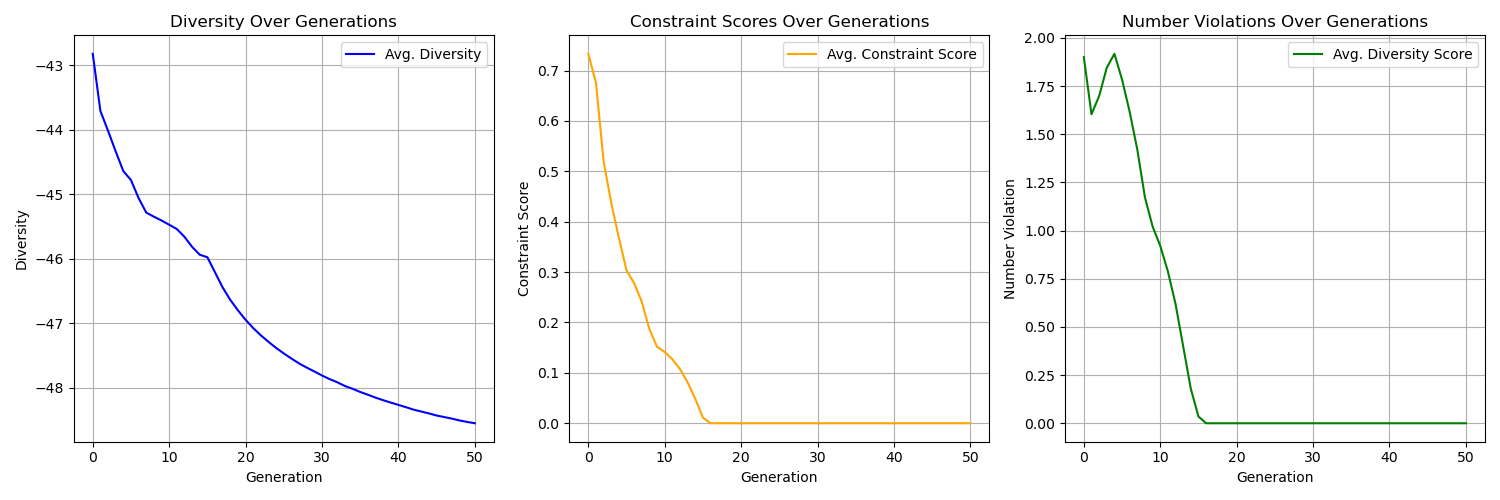 Diversity Over Generations
Avg. Diversity
−43
−44
−45
−46
−47
−48
Diversity
0 10 20 30 40 50
Generation
Constraint Scores Over Generations
Avg. Constraint Score
0.7
0.6
0.5
0.4
0.3
0.2
0.1
0.0
Constraint Score
0 10 20 30 40 50
Generation
Number Violations Over Generations
Avg. Diversity Score
2.00
1.75
1.50
1.25
1.00
0.75
0.50
0.25
0.00
Number Violation
0 10 20 30 40 50
Generation